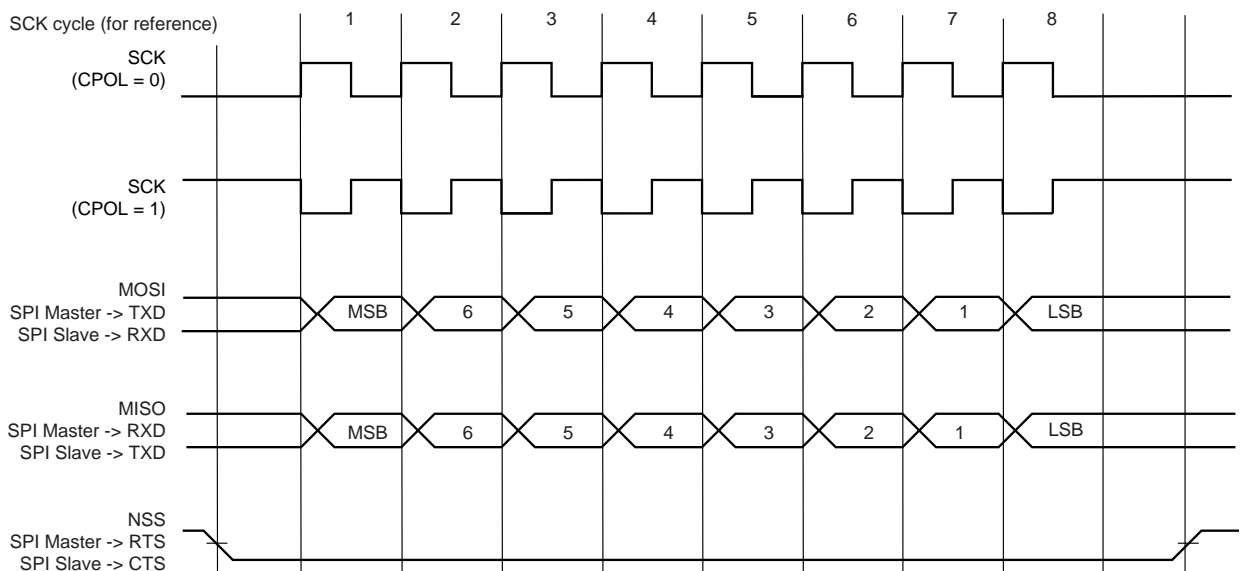 SCK cycle (for reference)
1 2 3 4 5 6 7 8
SCK
(CPOL = 0)
SCK
(CPOL = 1)
MOSI
SPI Master -> TXD
SPI Slave -> RXD
MSB 6 5 4 3 2 1 LSB
MISO
SPI Master -> RXD
SPI Slave -> TXD
MSB 6 5 4 3 2 1 LSB
NSS
SPI Master -> RTS
SPI Slave -> CTS